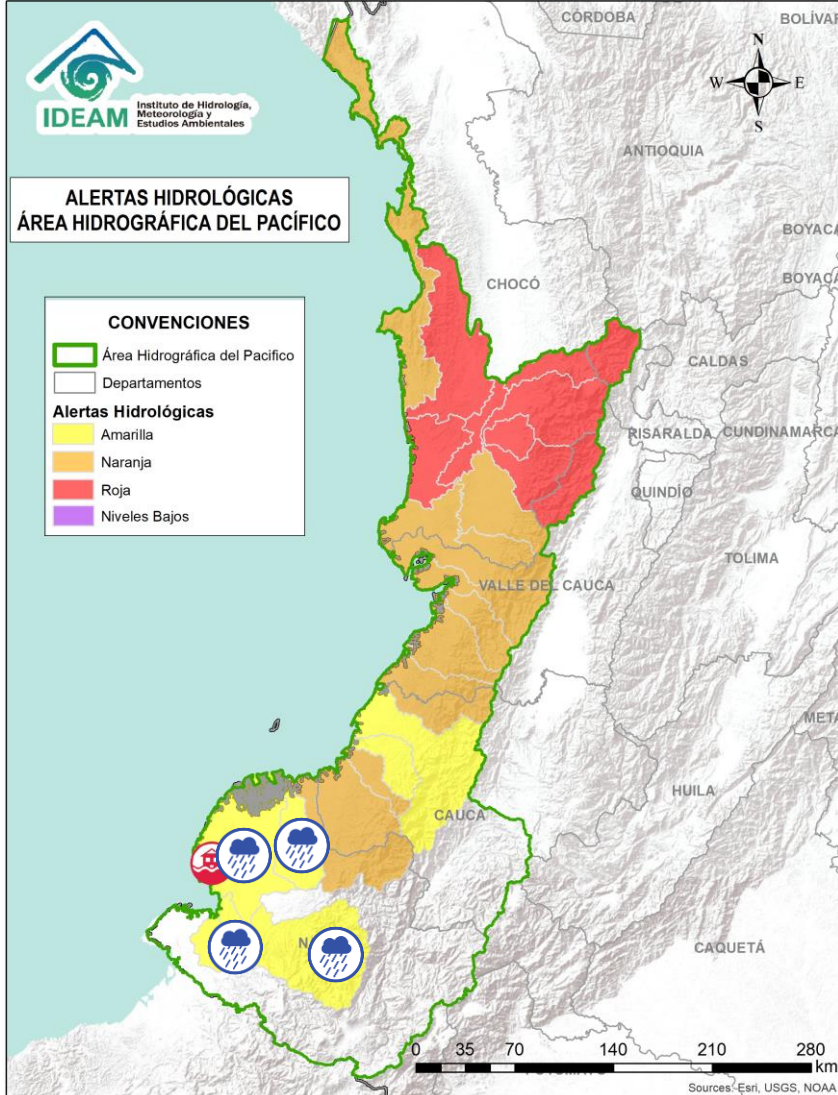 CÓRDOBA
BOLÍVAR
N
W
E
S
IDEAM
Instituto de Hidrología,
Meteorología y
Estudios Ambientales
ANTIOQUIA
ALERTAS HIDROLÓGICAS
ÁREA HIDROGRÁFICA DEL PACÍFICO
BOYACÁ
CHOCÓ
BOYACÁ
CONVENCIONES
Área Hidrográfica del Pacifico
Departamentos
Alertas Hidrológicas
Amarilla
Naranja
Roja
Niveles Bajos
CALDAS
RISARALDA
CUNDINAMARCA
QUINDÍO
TOLIMA
VALLE DEL CAUCA
META
HUILA
CAUCA
N
CAQUETÁ
0 35 70 140 210 280
km
Sources: Esri, USGS, NOAA